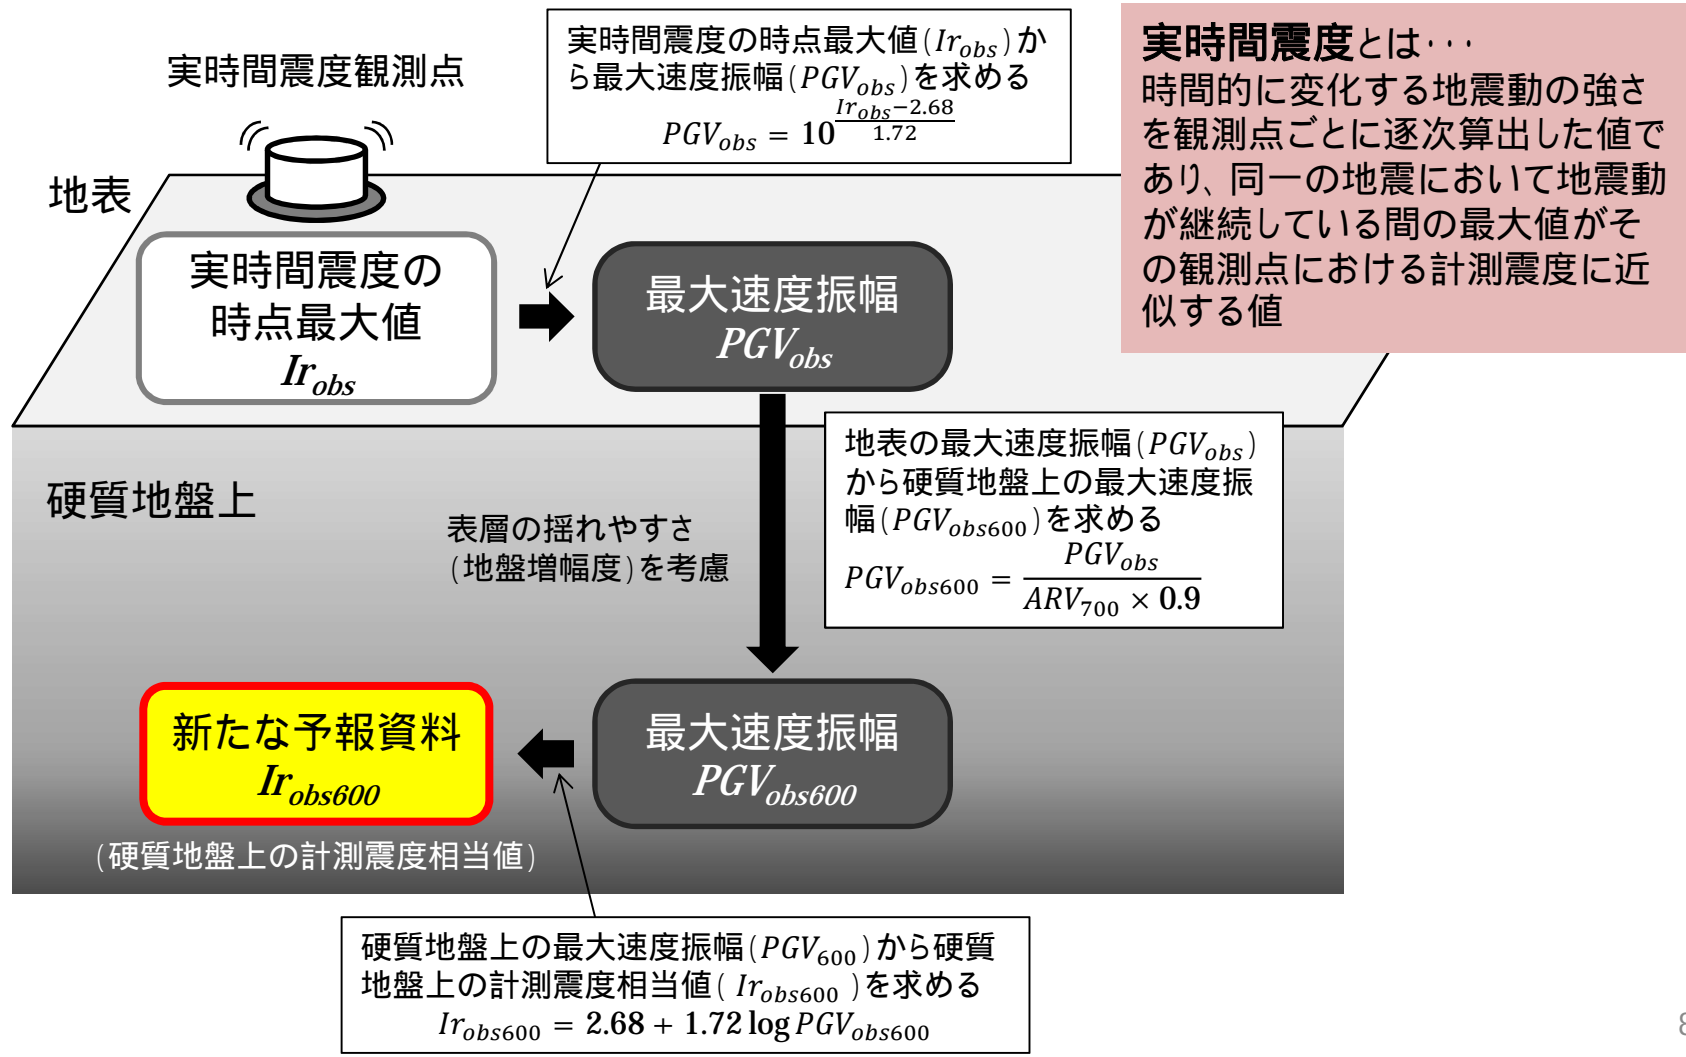 実時間震度観測点
実時間震度の時点最大値(Ir_obs)か
ら最大速度振幅(PGV_obs)を求める
PGV_obs = 10^((Ir_obs−2.68)/1.72)
実時間震度とは･･･
時間的に変化する地震動の強さ
を観測点ごとに逐次算出した値で
あり、同一の地震において地震動
が継続している間の最大値がそ
の観測点における計測震度に近
似する値
地表
実時間震度の
時点最大値
Ir_obs
最大速度振幅
PGV_obs
硬質地盤上
表層の揺れやすさ
(地盤増幅度)を考慮
地表の最大速度振幅(PGV_obs)
から硬質地盤上の最大速度振
幅(PGV_obs600)を求める
PGV_obs600 = PGV_obs/(ARV_700 × 0.9)
新たな予報資料
Ir_obs600
(硬質地盤上の計測震度相当値)
最大速度振幅
PGV_obs600
硬質地盤上の最大速度振幅(PGV_600)から硬質
地盤上の計測震度相当値( Ir_obs600 )を求める
Ir_obs600 = 2.68 + 1.72 log PGV_obs600